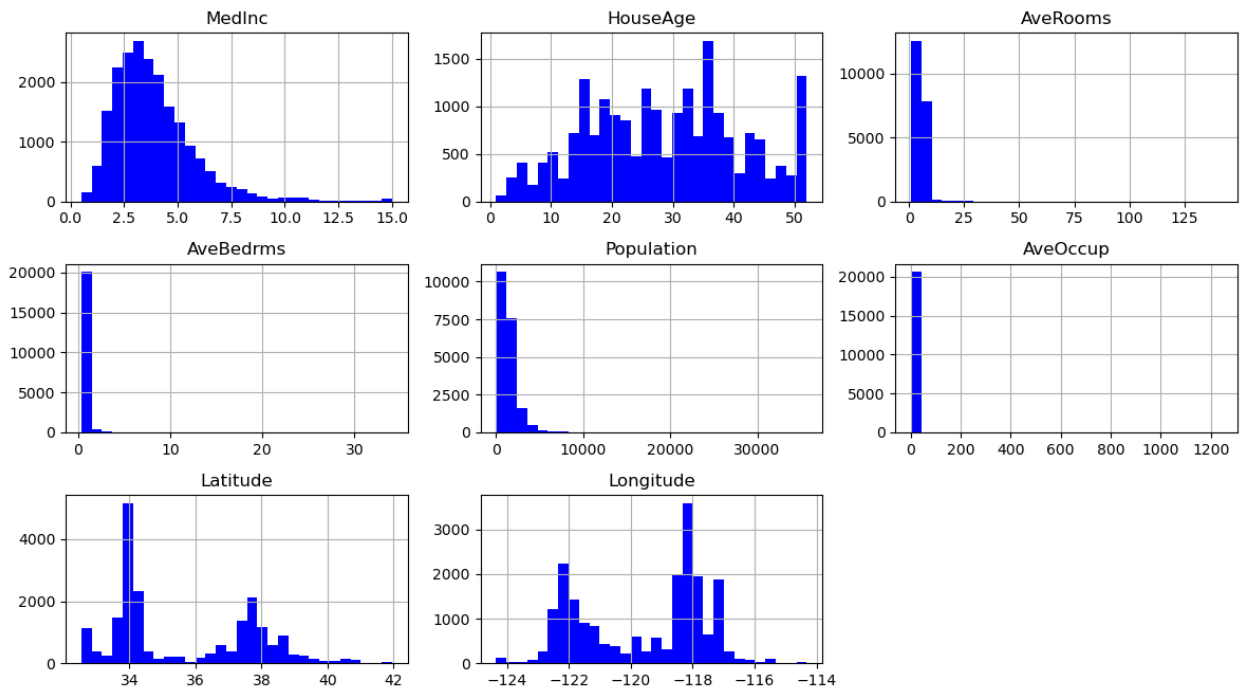 MedInc
2000
1000
0
0.0 2.5 5.0 7.5 10.0 12.5 15.0
HouseAge
1500
1000
500
0
0 10 20 30 40 50
AveRooms
10000
5000
0
0 25 50 75 100 125
AveBedrms
20000
15000
10000
5000
0
0 10 20 30
Population
10000
7500
5000
2500
0
0 10000 20000 30000
AveOccup
20000
15000
10000
5000
0
0 200 400 600 800 1000 1200
Latitude
4000
2000
0
34 36 38 40 42
Longitude
3000
2000
1000
0
−124 −122 −120 −118 −116 −114